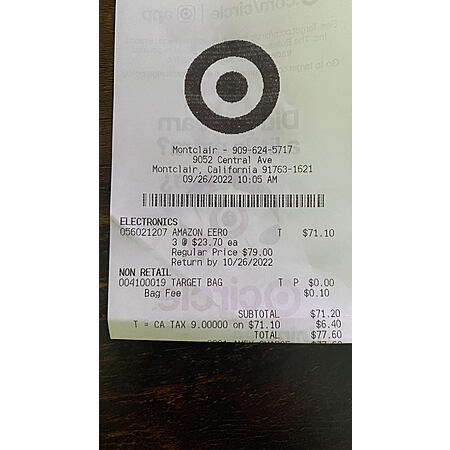 Montclair - 909-624-5717
9052 Central Ave
Montclair, California 91763-1621
09/26/2022 10:05 AM
ELECTRONICS
056021207 AMAZON EERO T $71.10
3 @ $23.70 ea
Regular Price $79.00
Return by 10/26/2022
NON RETAIL
004100019 TARGET BAG T P $0.00
Bag Fee $0.10
SUBTOTAL $71.20
T = CA TAX 9.00000 on $71.10 $6.40
TOTAL $77.60